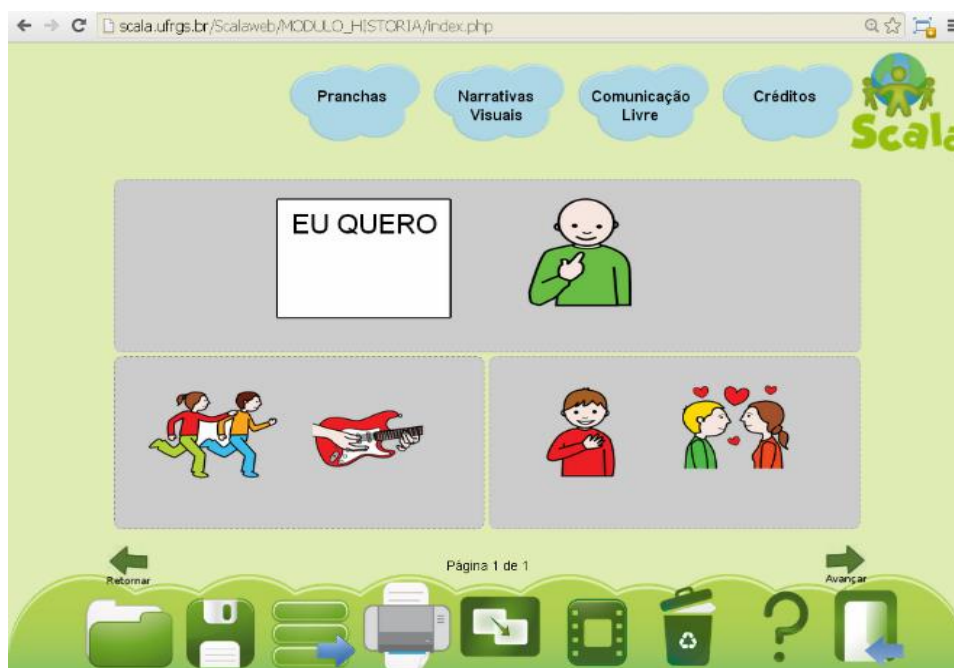 scala.ufrgs.br/Scalaweb/MODULO_HISTORIA/index.php
Pranchas
Narrativas
Visuais
Comunicação
Livre
Créditos
Scala
EU QUERO
Retornar
Página 1 de 1
Avançar